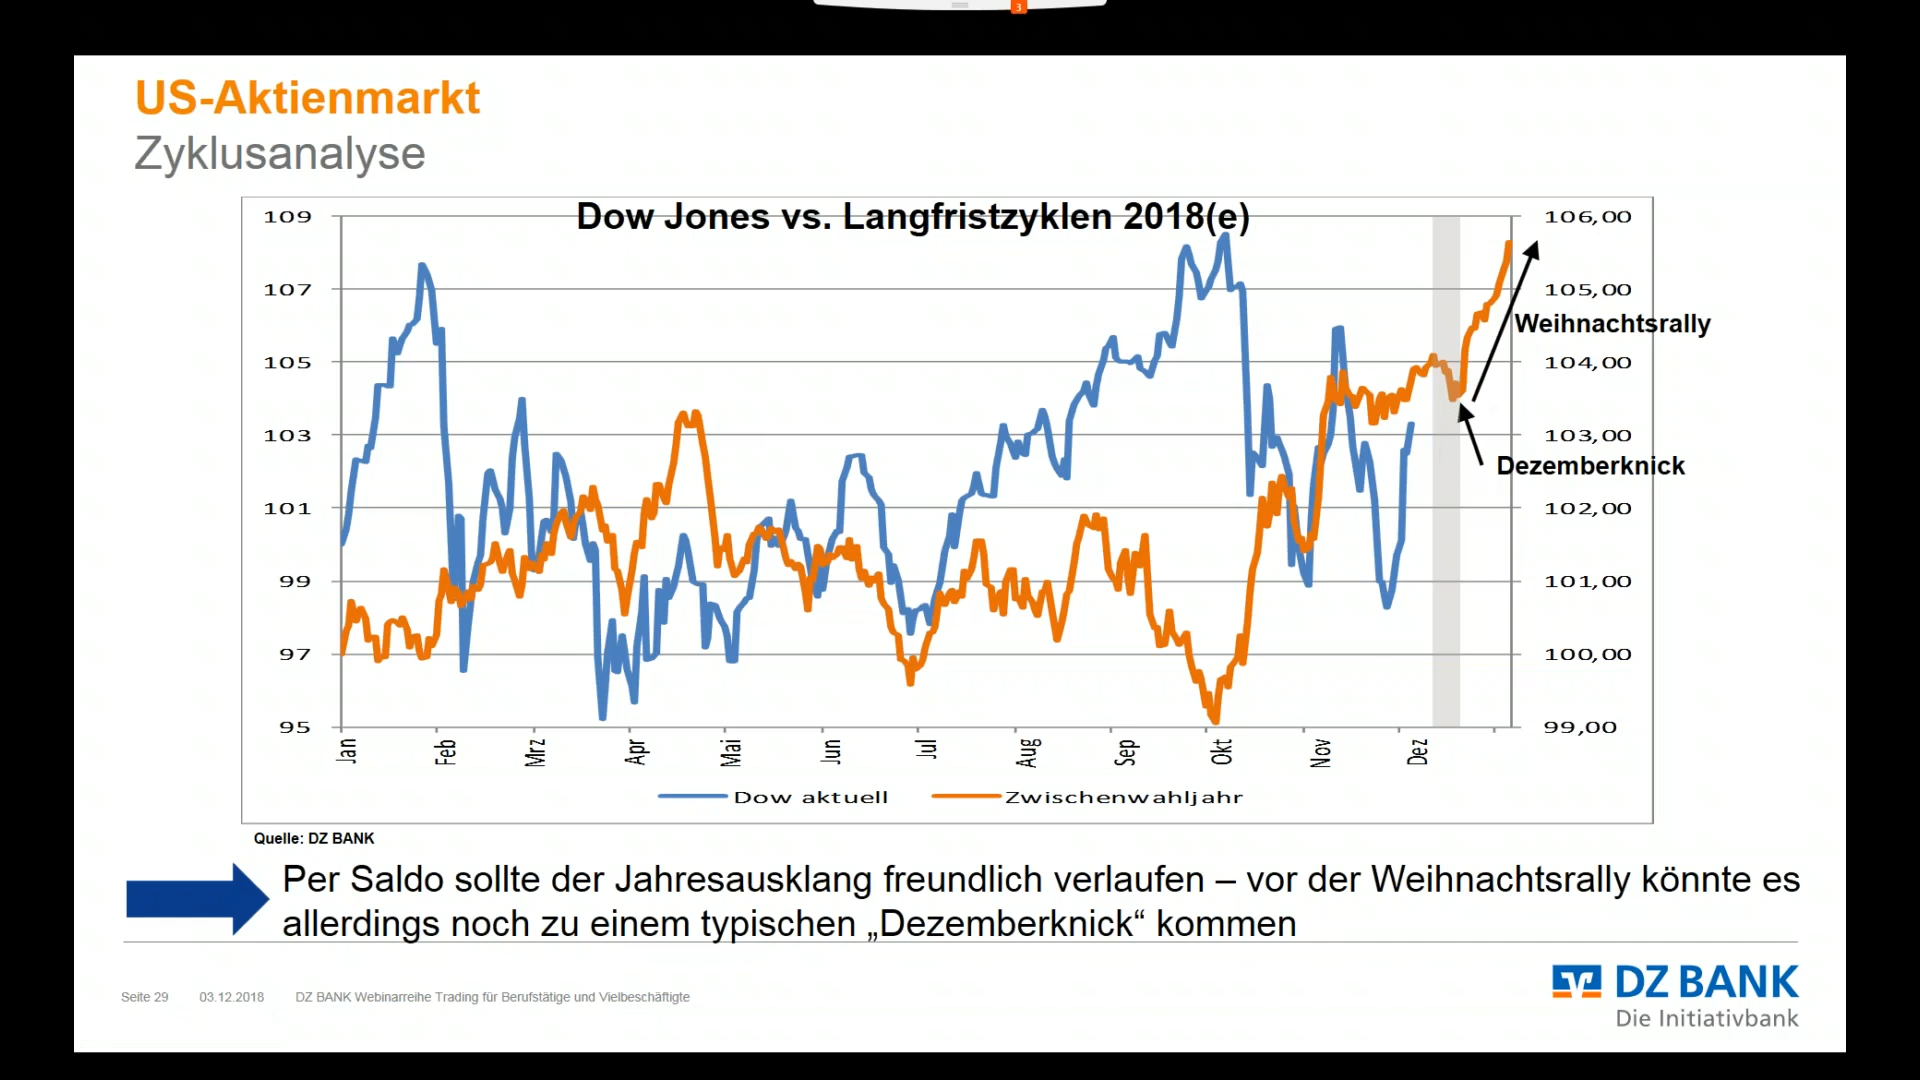 3
US-Aktienmarkt
Zyklusanalyse
Dow Jones vs. Langfristzyklen 2018(e)
109
107
105
103
101
99
97
95
106,00
105,00
104,00
103,00
102,00
101,00
100,00
99,00
Weihnachtsrally
Dezemberknick
Jan
Feb
Mrz
Apr
Mai
Jun
Jul
Aug
Sep
Okt
Nov
Dez
Dow aktuell
Zwischenwahljahr
Quelle: DZ BANK
Per Saldo sollte der Jahresausklang freundlich verlaufen – vor der Weihnachtsrally könnte es
allerdings noch zu einem typischen „Dezemberknick“ kommen
Seite 29 03.12.2018 DZ BANK Webinarreihe Trading für Berufstätige und Vielbeschäftigte
DZ BANK
Die Initiativbank